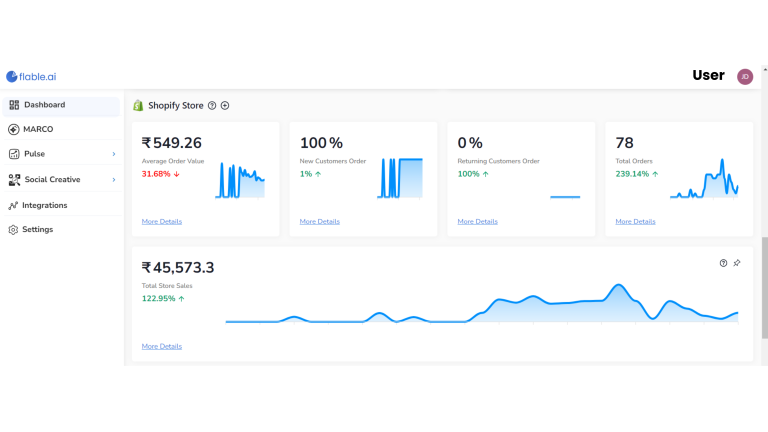 flable.ai
User
JD
Dashboard
MARCO
Pulse
Social Creative
Integrations
Settings
Shopify Store
₹549.26
Average Order Value
31.68% ↓
More Details
100%
New Customers Order
1% ↑
More Details
0%
Returning Customers Order
100% ↑
More Details
78
Total Orders
239.14% ↑
More Details
₹45,573.3
Total Store Sales
122.95% ↑
More Details